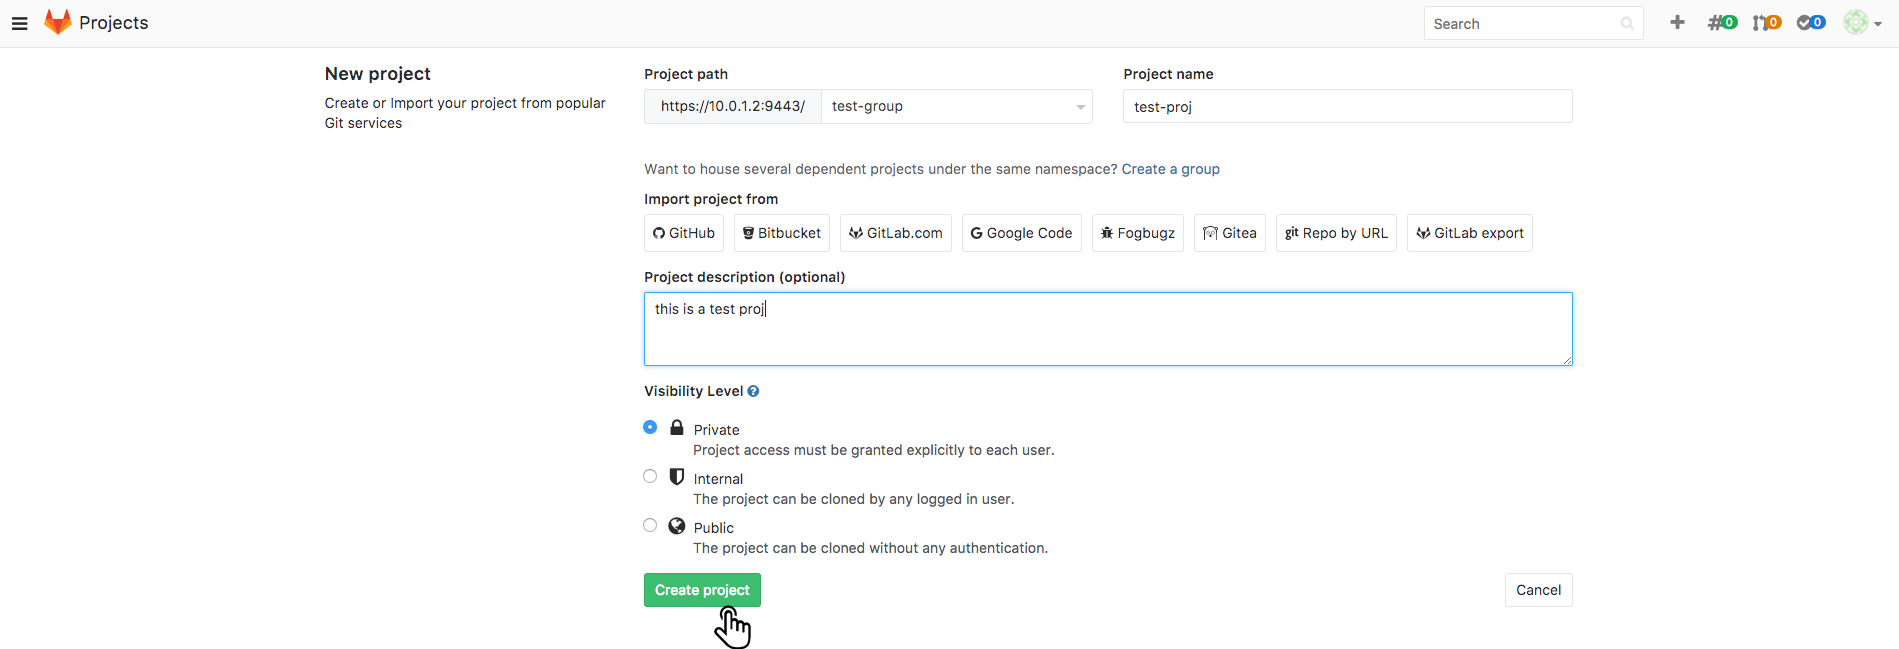 Projects
Search
0
0
0
New project
Create or Import your project from popular
Git services
Project path
https://10.0.1.2:9443/
test-group
Project name
test-proj
Want to house several dependent projects under the same namespace? Create a group
Import project from
GitHub
Bitbucket
GitLab.com
Google Code
Fogbugz
Gitea
git Repo by URL
GitLab export
Project description (optional)
this is a test proj
Visibility Level ?
Private
Project access must be granted explicitly to each user.
Internal
The project can be cloned by any logged in user.
Public
The project can be cloned without any authentication.
Create project
Cancel